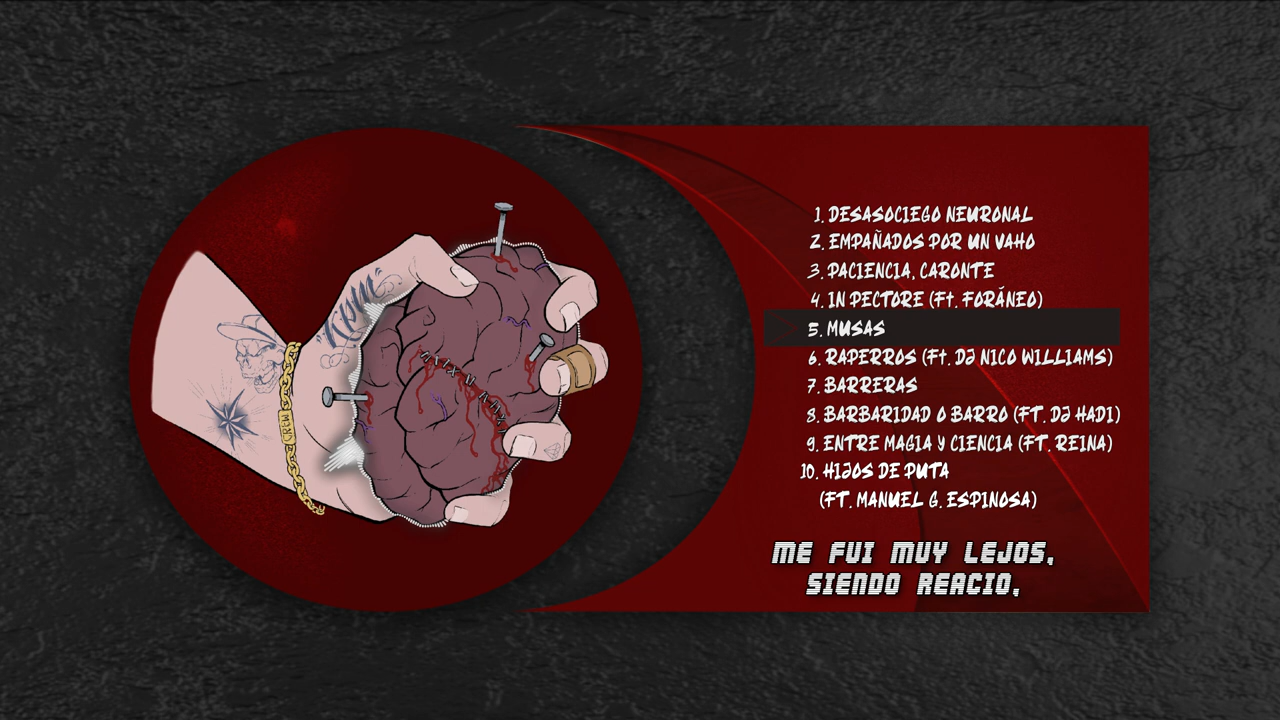 1. DESASOCIEGO NEURONAL
2. EMPAÑADOS POR UN VAHO
3. PACIENCIA, CARONTE
4. IN PECTORE (Ft. FORÁNEO)
5. MUSAS
6. RAPERROS (Ft. DJ NICO WILLIAMS)
7. BARRERAS
8. BARBARIDAD O BARRO (FT. DJ HADI)
9. ENTRE MAGIA Y CIENCIA (FT. REINA)
10. HIJOS DE PUTA
(FT. MANUEL G. ESPINOSA)
ME FUI MUY LEJOS,
SIENDO REACIO,